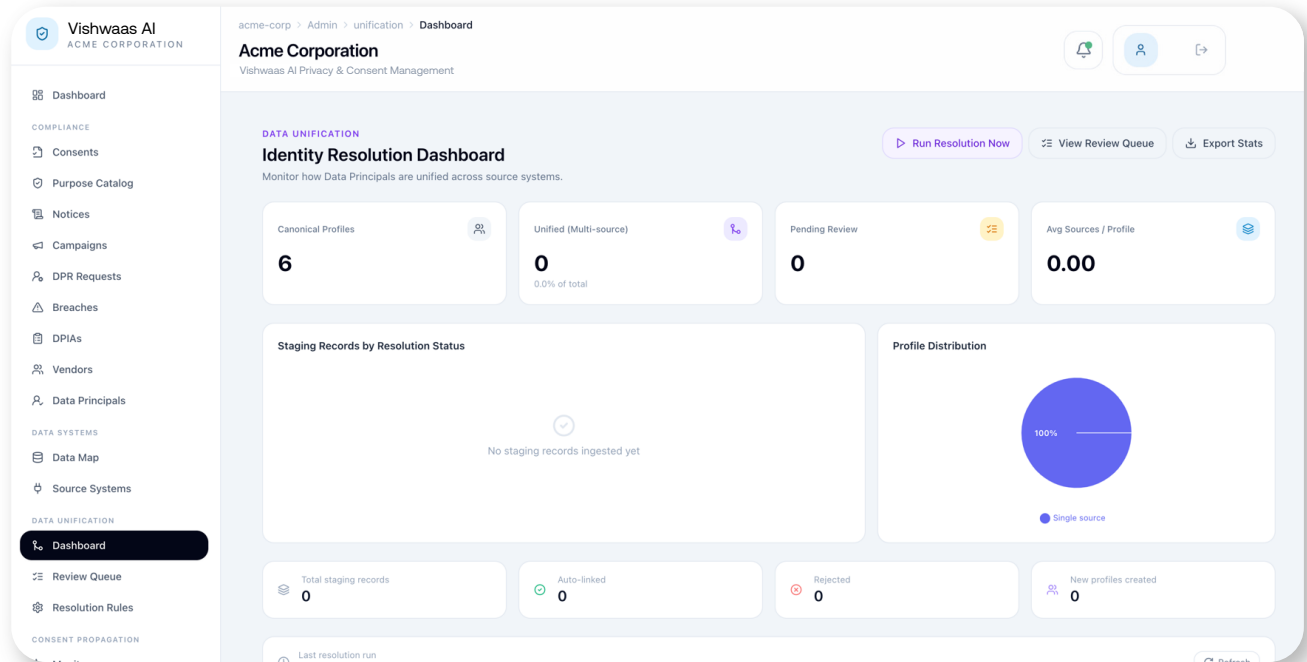 Vishwaas AI
ACME CORPORATION
Dashboard
COMPLIANCE
Consents
Purpose Catalog
Notices
Campaigns
DPR Requests
Breaches
DPIAs
Vendors
Data Principals
DATA SYSTEMS
Data Map
Source Systems
DATA UNIFICATION
Dashboard
Review Queue
Resolution Rules
CONSENT PROPAGATION
acme-corp > Admin > unification > Dashboard
Acme Corporation
Vishwaas AI Privacy & Consent Management
DATA UNIFICATION
Identity Resolution Dashboard
Monitor how Data Principals are unified across source systems.
Run Resolution Now
View Review Queue
Export Stats
Canonical Profiles
6
Unified (Multi-source)
0
0.0% of total
Pending Review
0
Avg Sources / Profile
0.00
Staging Records by Resolution Status
No staging records ingested yet
Profile Distribution
100%
Single source
Total staging records
0
Auto-linked
0
Rejected
0
New profiles created
0
Last resolution run
Refresh